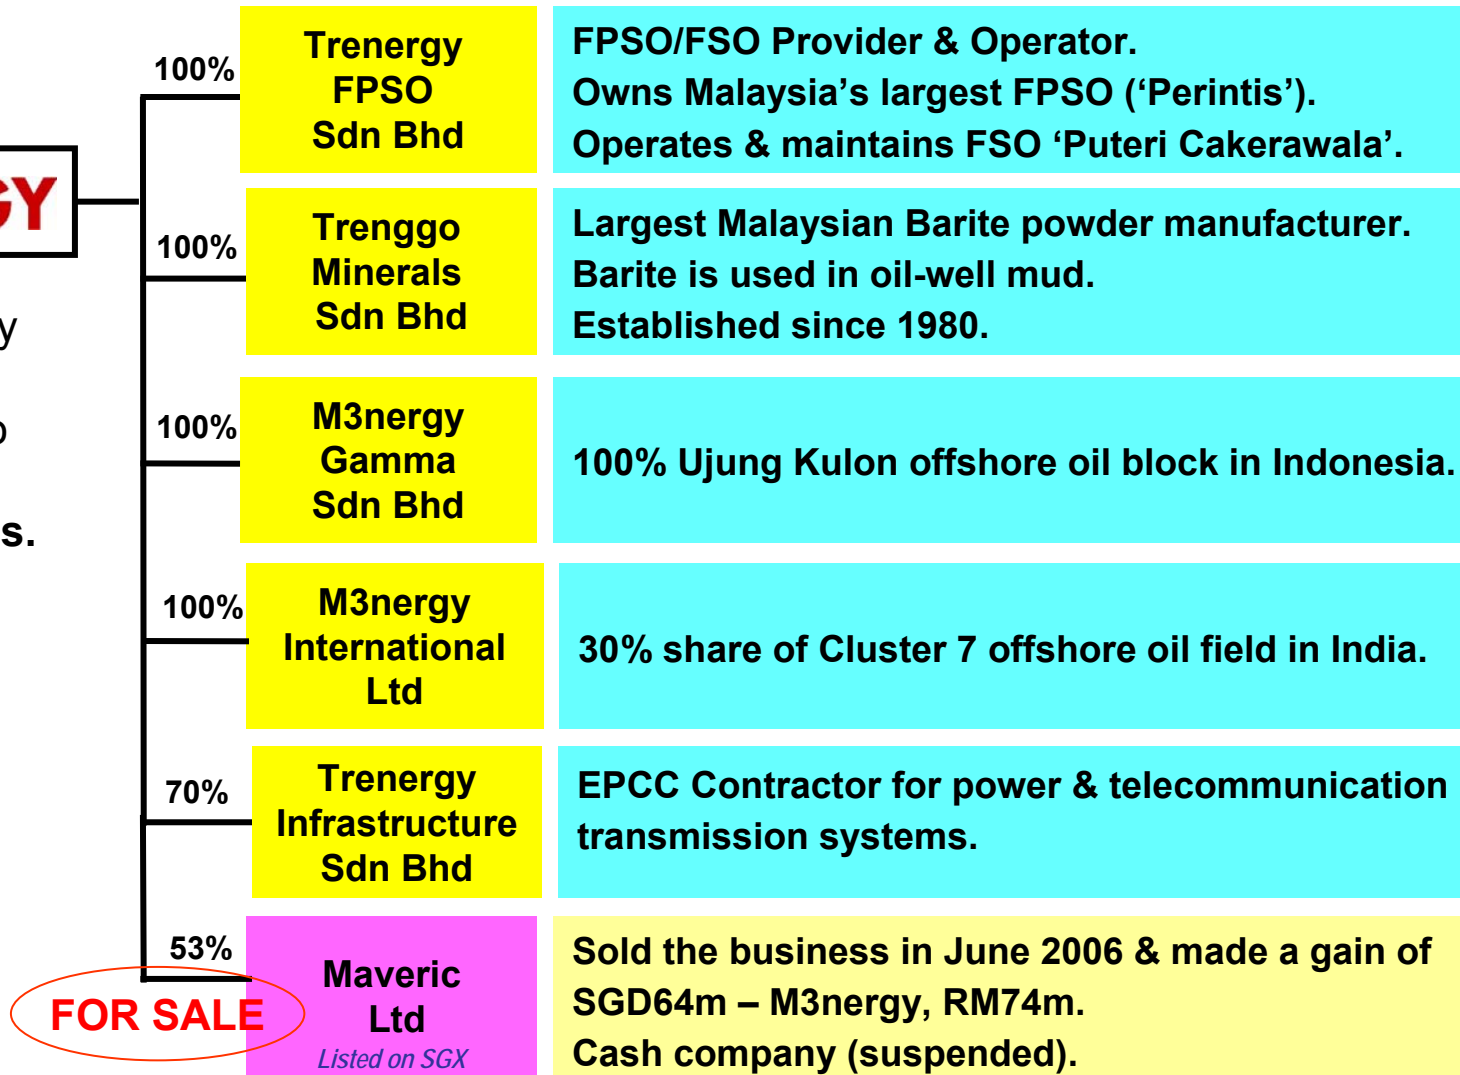 GY
y
o
s.
100%
Trenergy
FPSO
Sdn Bhd
FPSO/FSO Provider & Operator.
Owns Malaysia’s largest FPSO (‘Perintis’).
Operates & maintains FSO ‘Puteri Cakerawala’.
100%
Trenggo
Minerals
Sdn Bhd
Largest Malaysian Barite powder manufacturer.
Barite is used in oil-well mud.
Established since 1980.
100%
M3nergy
Gamma
Sdn Bhd
100% Ujung Kulon offshore oil block in Indonesia.
100%
M3nergy
International
Ltd
30% share of Cluster 7 offshore oil field in India.
70%
Trenergy
Infrastructure
Sdn Bhd
EPCC Contractor for power & telecommunication
transmission systems.
53%
FOR SALE
Maveric
Ltd
Listed on SGX
Sold the business in June 2006 & made a gain of
SGD64m – M3nergy, RM74m.
Cash company (suspended).